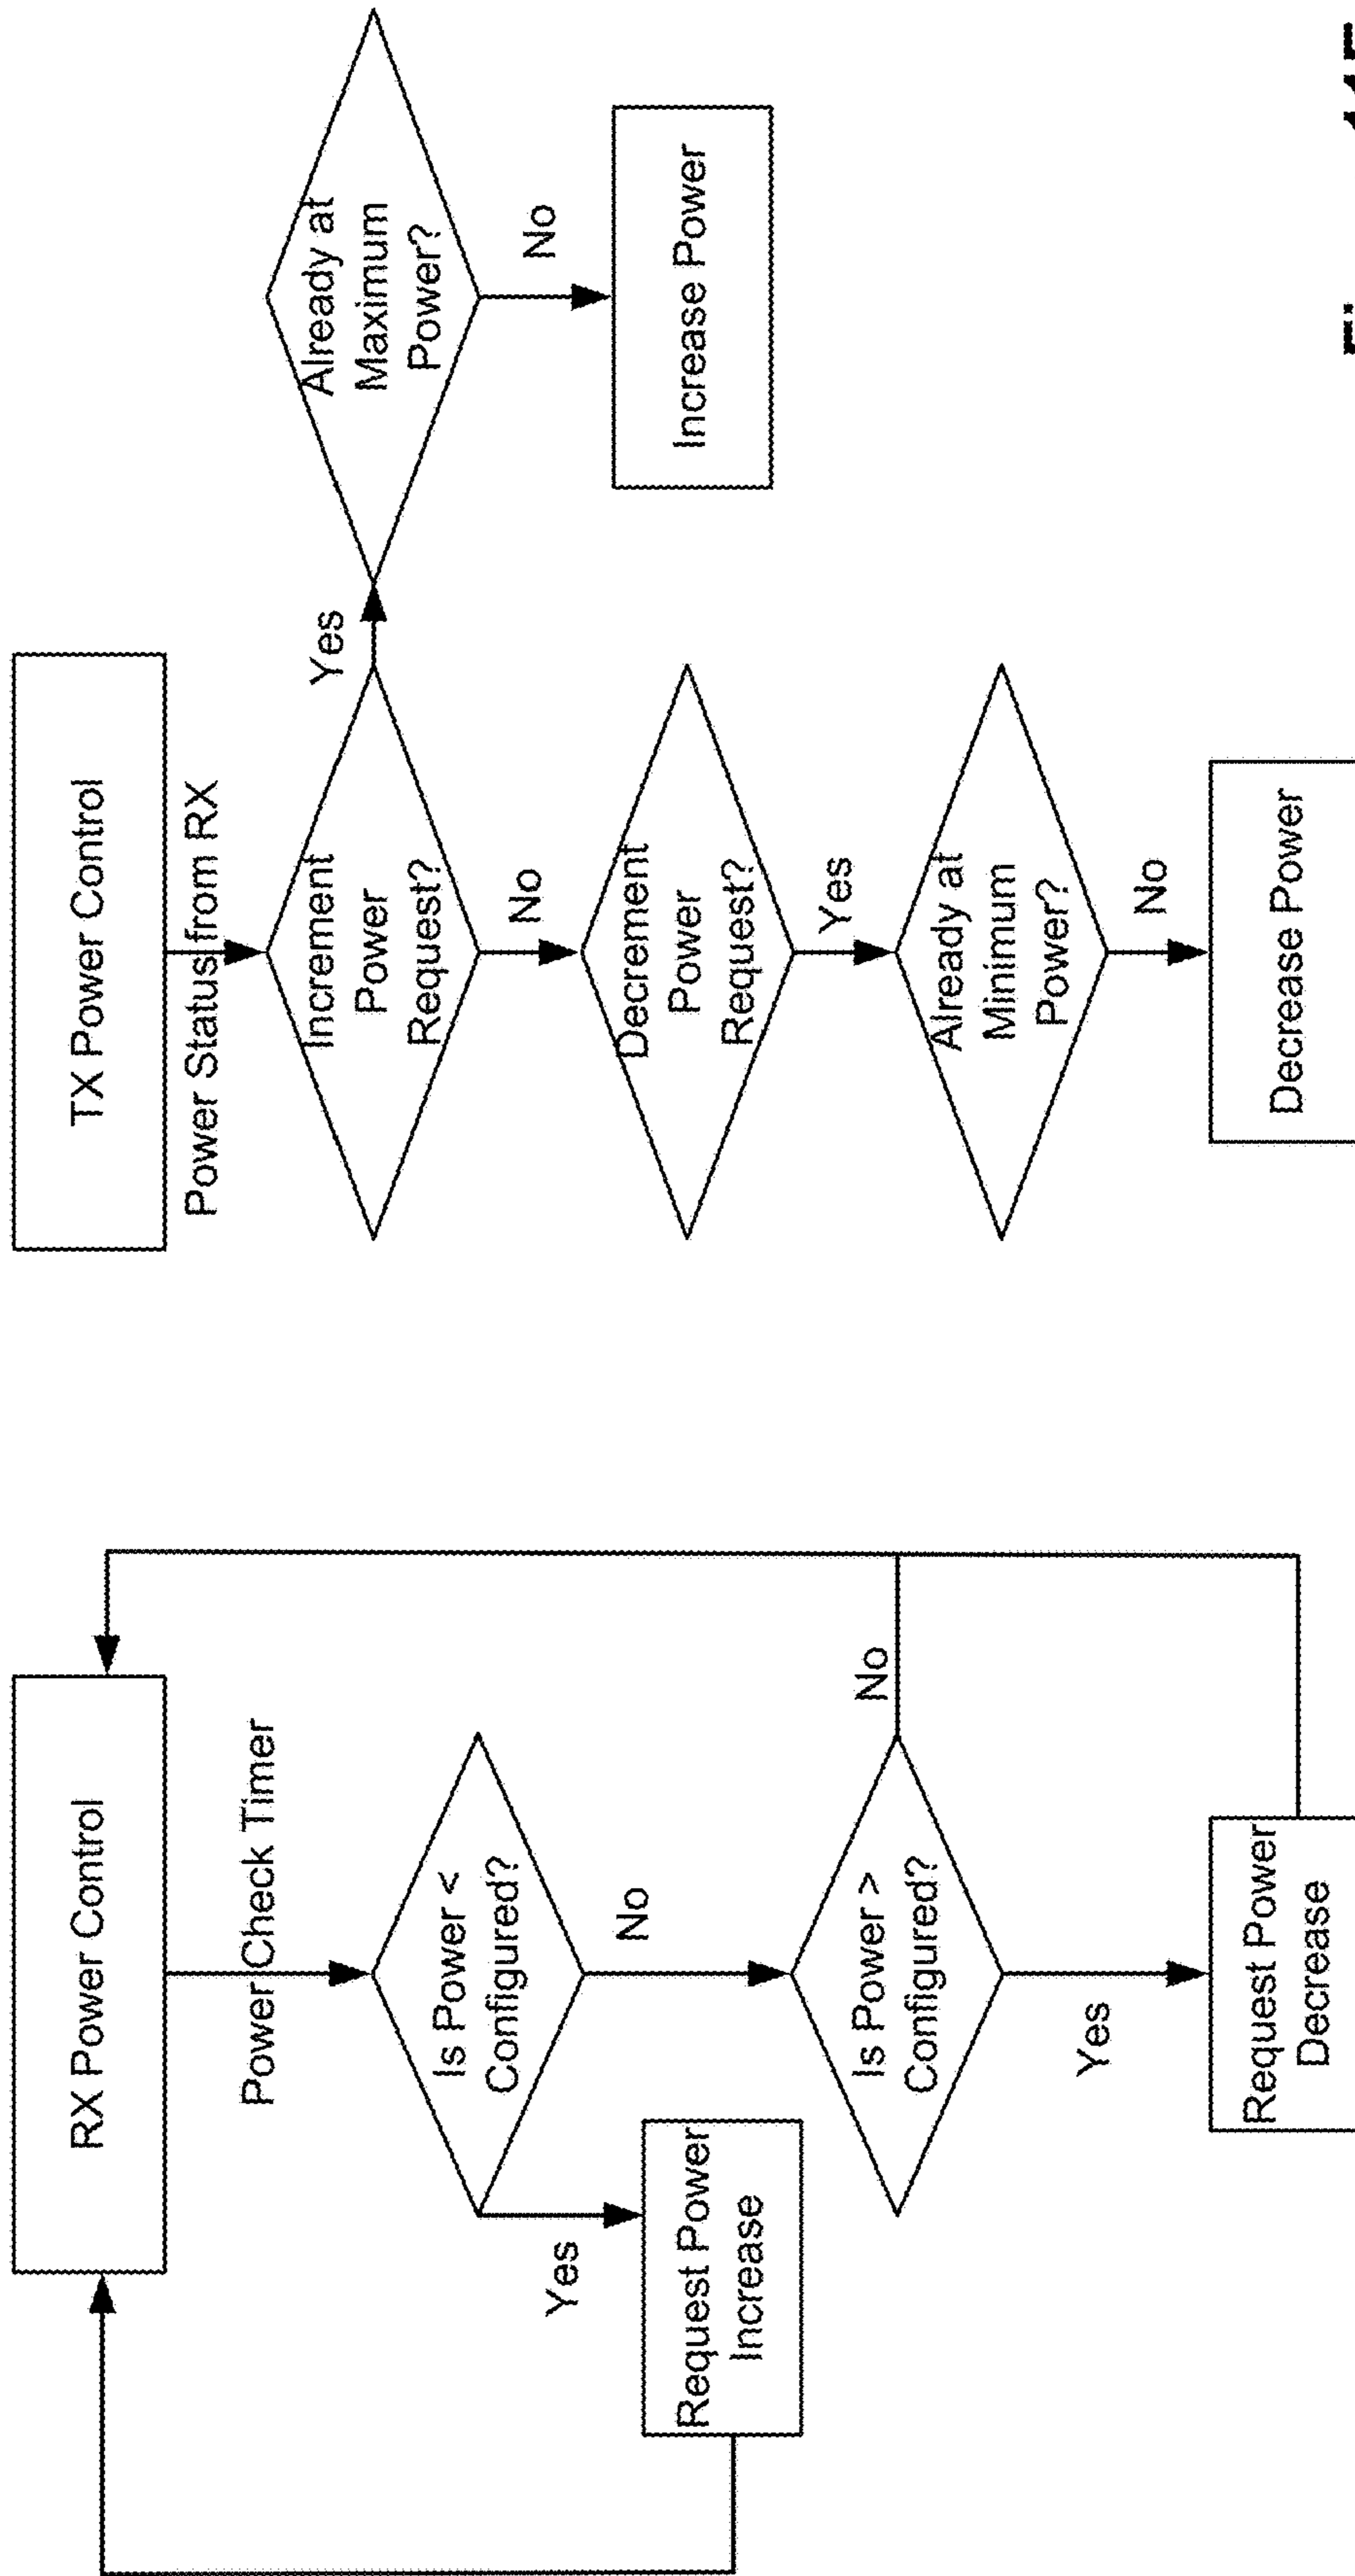 RX Power Control
Power Check Timer
Is Power <
Configured?
Yes
No
Request Power
Increase
Is Power >
Configured?
No
Yes
Request Power
Decrease
TX Power Control
Power Status from RX
Increment
Power
Request?
Yes
No
Already at
Maximum
Power?
No
Increase Power
Decrement
Power
Request?
Yes
Already at
Minimum
Power?
No
Decrease Power